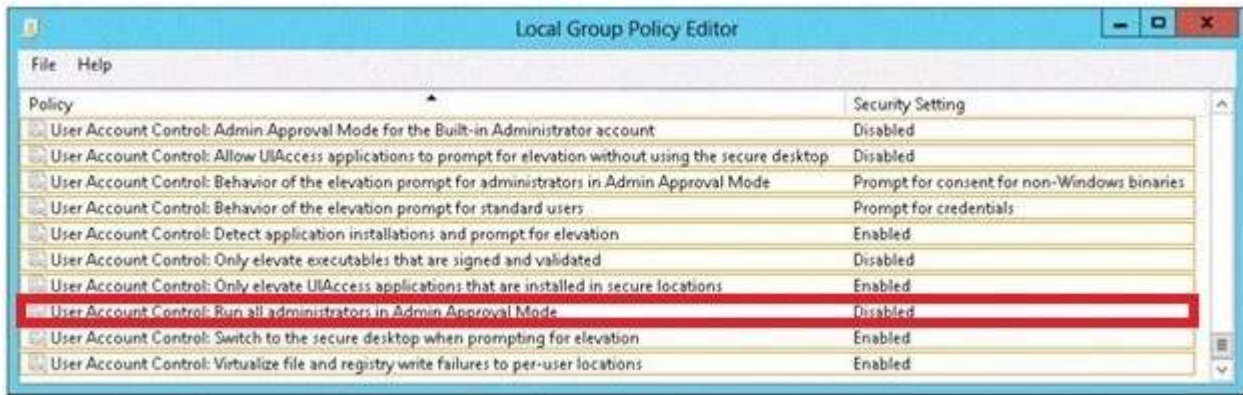 Local Group Policy Editor
File Help
Policy Security Setting
User Account Control: Admin Approval Mode for the Built-in Administrator account Disabled
User Account Control: Allow UIAccess applications to prompt for elevation without using the secure desktop Disabled
User Account Control: Behavior of the elevation prompt for administrators in Admin Approval Mode Prompt for consent for non-Windows binaries
User Account Control: Behavior of the elevation prompt for standard users Prompt for credentials
User Account Control: Detect application installations and prompt for elevation Enabled
User Account Control: Only elevate executables that are signed and validated Disabled
User Account Control: Only elevate UIAccess applications that are installed in secure locations Enabled
User Account Control: Run all administrators in Admin Approval Mode Disabled
User Account Control: Switch to the secure desktop when prompting for elevation Enabled
User Account Control: Virtualize file and registry write failures to per-user locations Enabled